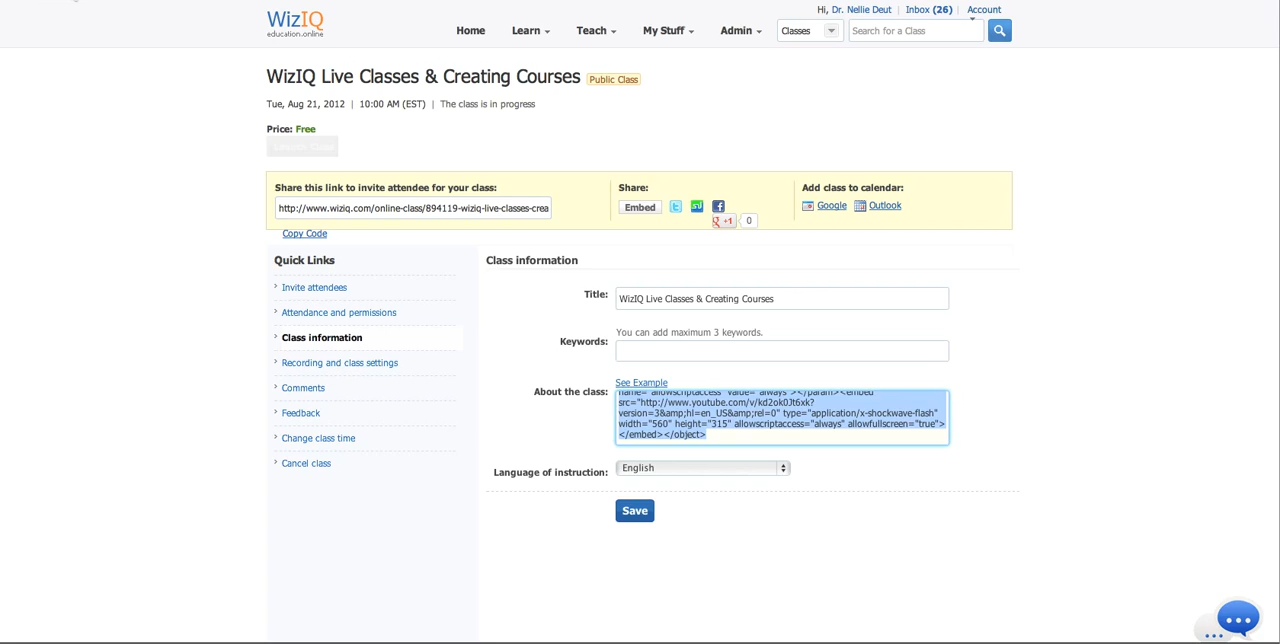 WizIQ
education.online
Hi, Dr. Nellie Deut | Inbox (26) | Account
Home Learn Teach My Stuff Admin Classes Search for a Class
WizIQ Live Classes & Creating Courses Public Class
Tue, Aug 21, 2012 | 10:00 AM (EST) | The class is in progress
Price: Free
Share this link to invite attendee for your class:
http://www.wiziq.com/online-class/894119-wiziq-live-classes-crea
Copy Code
Share:
Embed
+1 0
Add class to calendar:
Google Outlook
Quick Links
Invite attendees
Attendance and permissions
Class information
Recording and class settings
Comments
Feedback
Change class time
Cancel class
Class information
Title: WizIQ Live Classes & Creating Courses
You can add maximum 3 keywords.
Keywords:
See Example
About the class:
name="allowscriptaccess" value="always"></param><embed
src="http://www.youtube.com/v/kd2ok0Jt6xk?
version=3&amp;hl=en_US&amp;rel=0" type="application/x-shockwave-flash"
width="560" height="315" allowscriptaccess="always" allowfullscreen="true">
</embed></object>
Language of instruction: English
Save